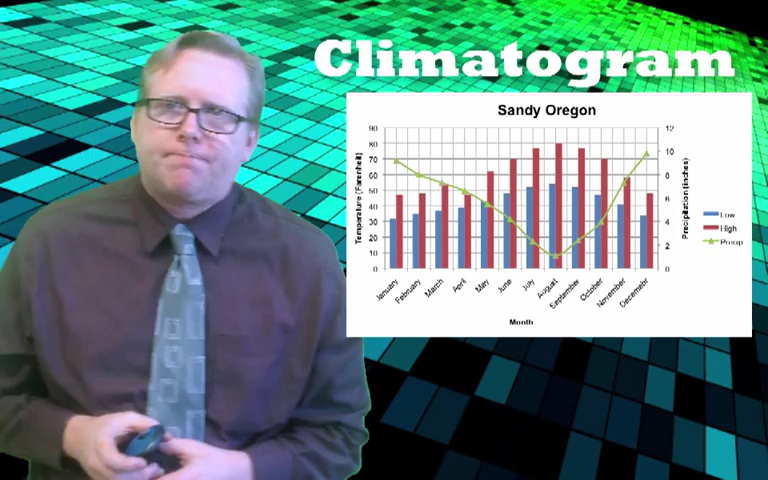 Climatogram
Sandy Oregon
90
80
70
60
50
40
30
20
10
0
Temperature (Farenheit)
12
10
8
6
4
2
0
Precipitation (inches)
January
February
March
April
May
June
July
August
September
October
November
Decemebr
Month
Low
High
Precip